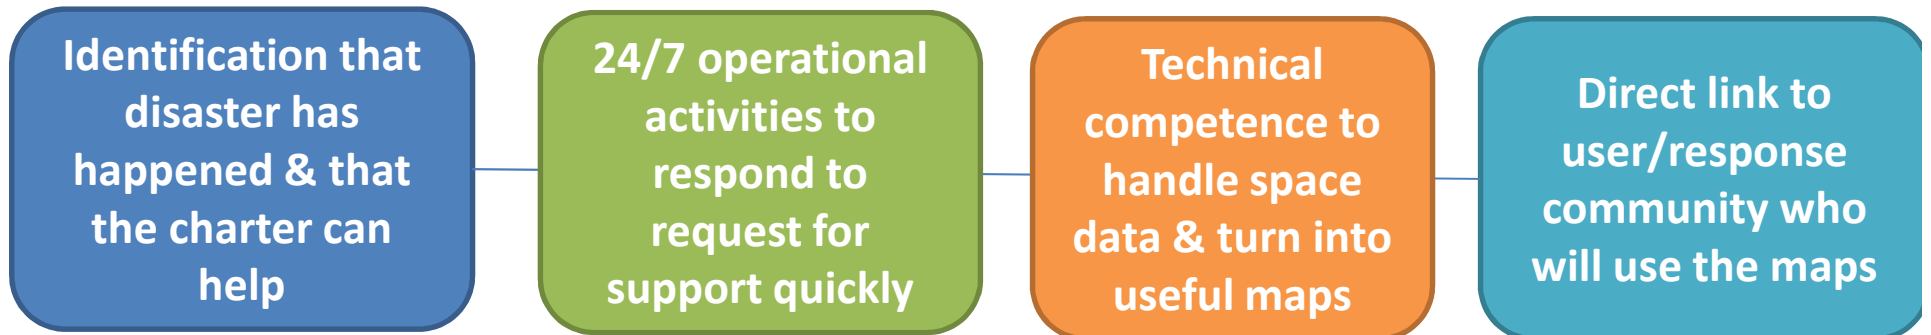 Identification that
disaster has
happened & that
the charter can
help
24/7 operational
activities to
respond to
request for
support quickly
Technical
competence to
handle space
data & turn into
useful maps
Direct link to
user/response
community who
will use the maps